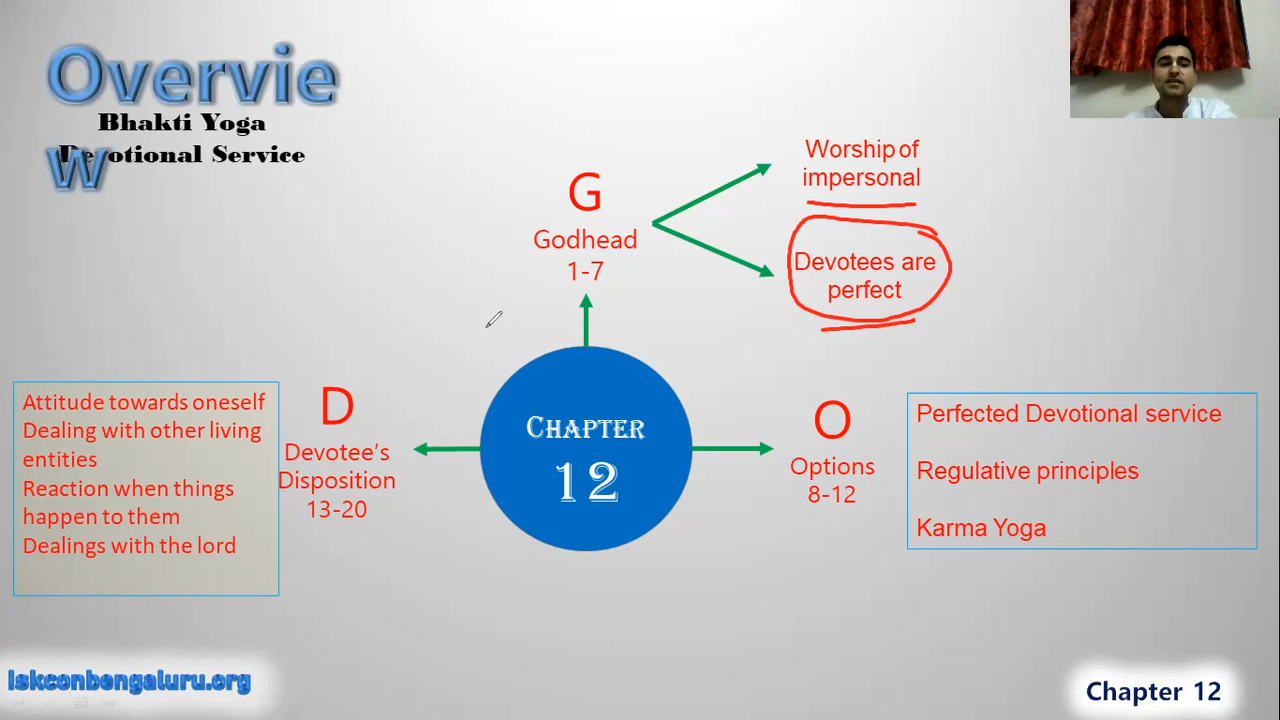 Overvie
w
Bhakti Yoga
Devotional Service
G
Godhead
1-7
Worship of
impersonal
Devotees are
perfect
Chapter
12
D
Devotee's
Disposition
13-20
Attitude towards oneself
Dealing with other living
entities
Reaction when things
happen to them
Dealings with the lord
O
Options
8-12
Perfected Devotional service
Regulative principles
Karma Yoga
Iskconbengaluru.org
Chapter 12